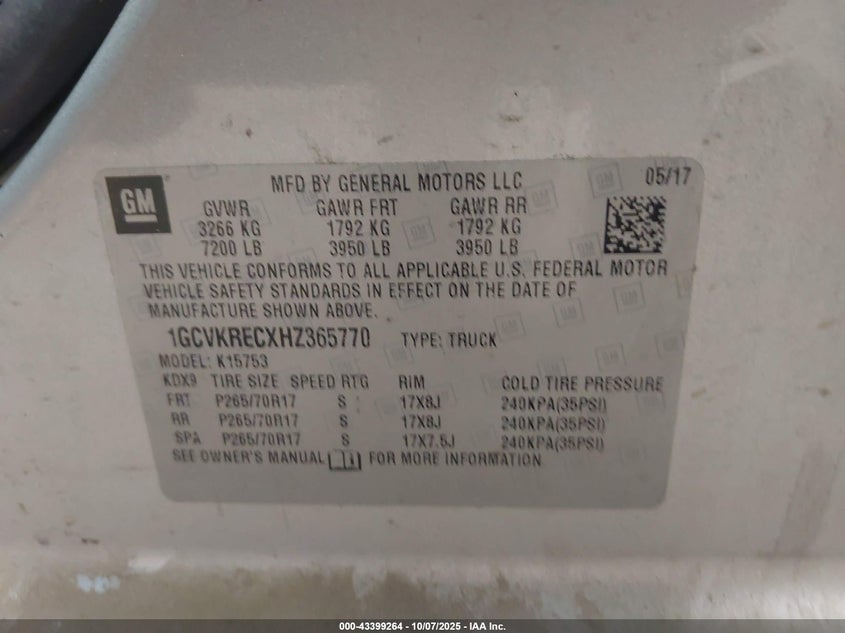 GM
MFD BY GENERAL MOTORS LLC 05/17
GVWR GAWR FRT GAWR RR
3266 KG 1792 KG 1792 KG
7200 LB 3950 LB 3950 LB
THIS VEHICLE CONFORMS TO ALL APPLICABLE U.S. FEDERAL MOTOR
VEHICLE SAFETY STANDARDS IN EFFECT ON THE DATE OF
MANUFACTURE SHOWN ABOVE.
1GCVKRECXHZ365770 TYPE: TRUCK
MODEL: K15753
KDX9 TIRE SIZE SPEED RTG RIM COLD TIRE PRESSURE
FRT P265/70R17 S 17X8J 240KPA(35PSI)
RR P265/70R17 S 17X8J 240KPA(35PSI)
SPA P265/70R17 S 17X7.5J 240KPA(35PSI)
SEE OWNER'S MANUAL FOR MORE INFORMATION
000-43399264 - 10/07/2025 - IAA Inc.